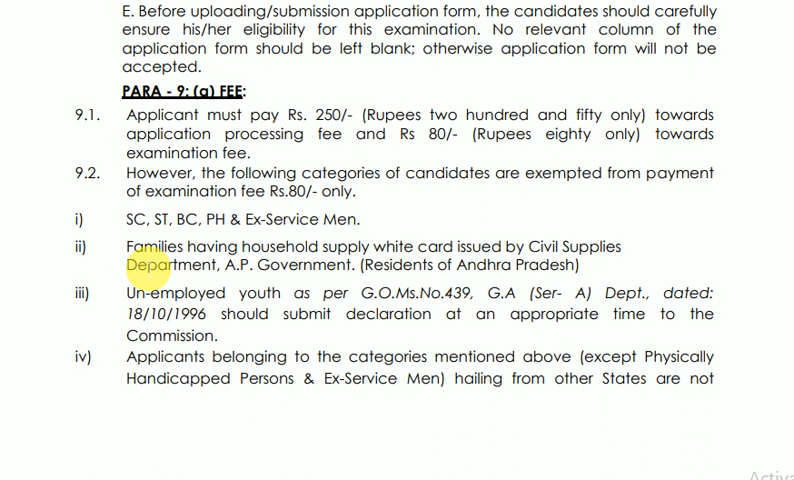 E. Before uploading/submission application form, the candidates should carefully
ensure his/her eligibility for this examination. No relevant column of the
application form should be left blank; otherwise application form will not be
accepted.
PARA - 9: (a) FEE:
9.1. Applicant must pay Rs. 250/- (Rupees two hundred and fifty only) towards
application processing fee and Rs 80/- (Rupees eighty only) towards
examination fee.
9.2. However, the following categories of candidates are exempted from payment
of examination fee Rs.80/- only.
i) SC, ST, BC, PH & Ex-Service Men.
ii) Families having household supply white card issued by Civil Supplies
Department, A.P. Government. (Residents of Andhra Pradesh)
iii) Un-employed youth as per G.O.Ms.No.439, G.A (Ser- A) Dept., dated:
18/10/1996 should submit declaration at an appropriate time to the
Commission.
iv) Applicants belonging to the categories mentioned above (except Physically
Handicapped Persons & Ex-Service Men) hailing from other States are not